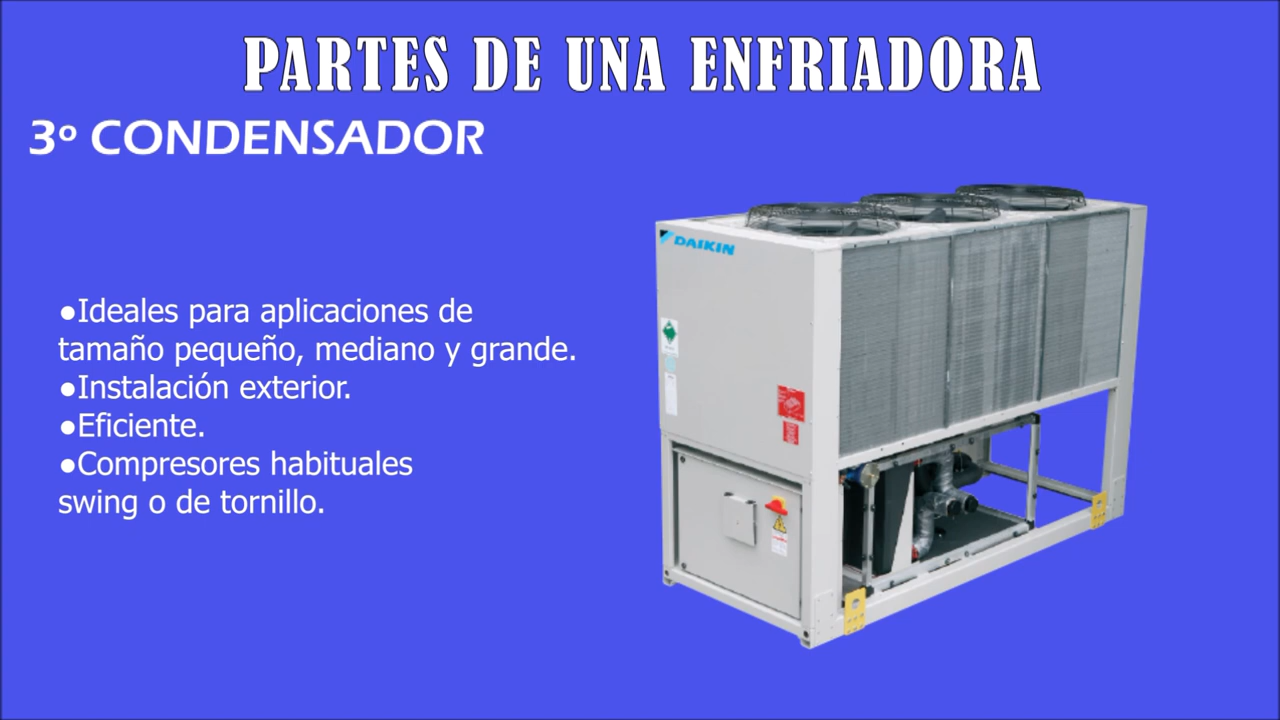 PARTES DE UNA ENFRIADORA
3º CONDENSADOR
DAIKIN
●Ideales para aplicaciones de
tamaño pequeño, mediano y grande.
●Instalación exterior.
●Eficiente.
●Compresores habituales
swing o de tornillo.